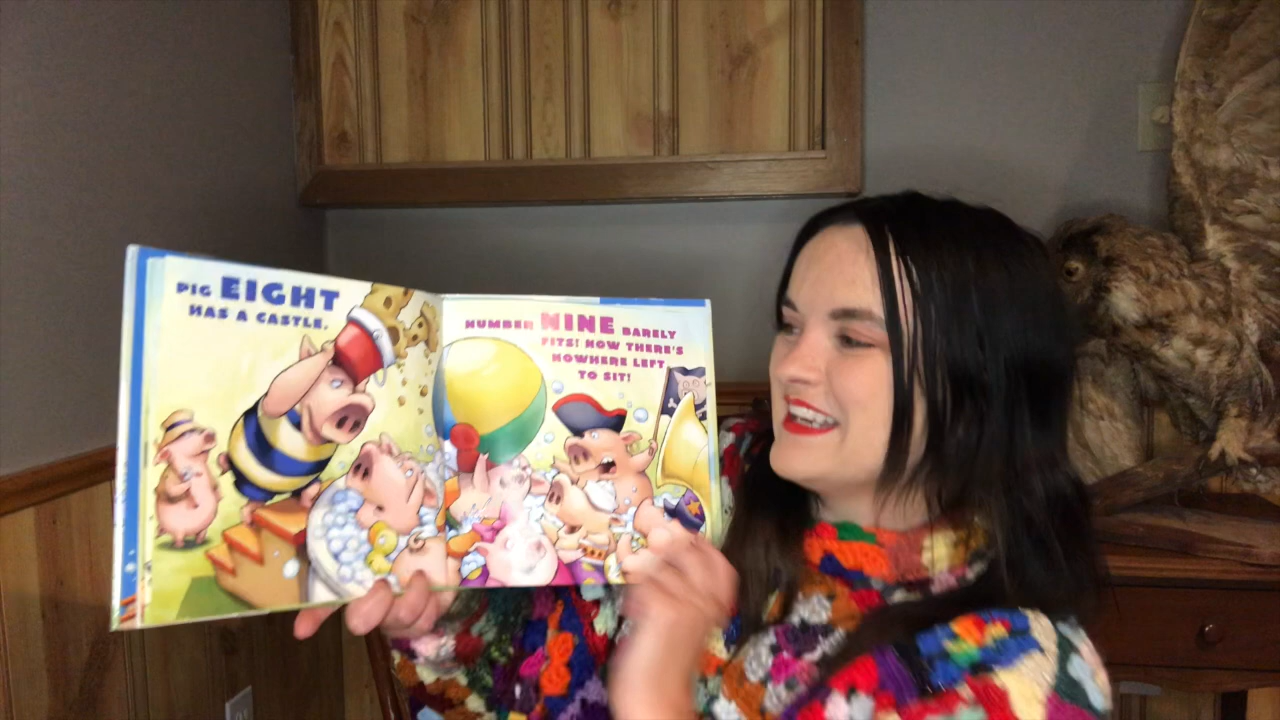 PIG EIGHT
HAS A CASTLE.
NUMBER NINE BARELY
FITS! NOW THERE'S
NOWHERE LEFT
TO SIT!